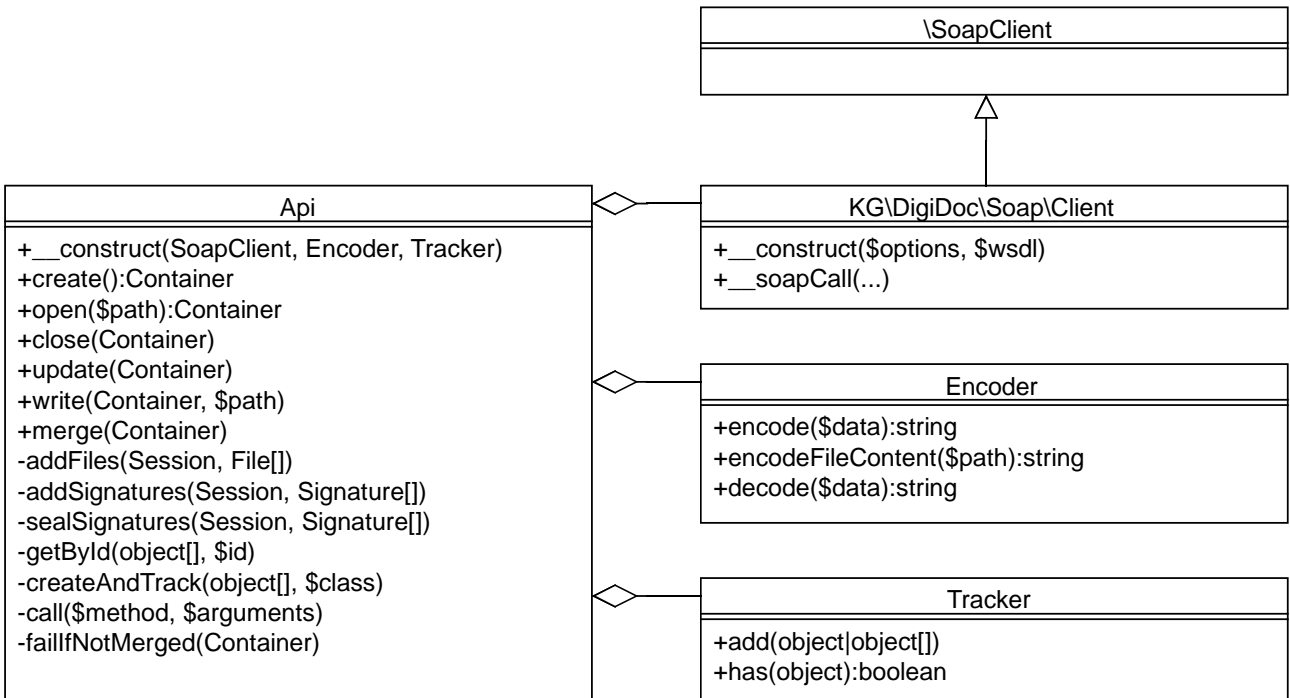 \SoapClient
Api
+__construct(SoapClient, Encoder, Tracker)
+create():Container
+open($path):Container
+close(Container)
+update(Container)
+write(Container, $path)
+merge(Container)
-addFiles(Session, File[])
-addSignatures(Session, Signature[])
-sealSignatures(Session, Signature[])
-getById(object[], $id)
-createAndTrack(object[], $class)
-call($method, $arguments)
-failIfNotMerged(Container)
KG\DigiDoc\Soap\Client
+__construct($options, $wsdl)
+__soapCall(...)
Encoder
+encode($data):string
+encodeFileContent($path):string
+decode($data):string
Tracker
+add(object|object[])
+has(object):boolean